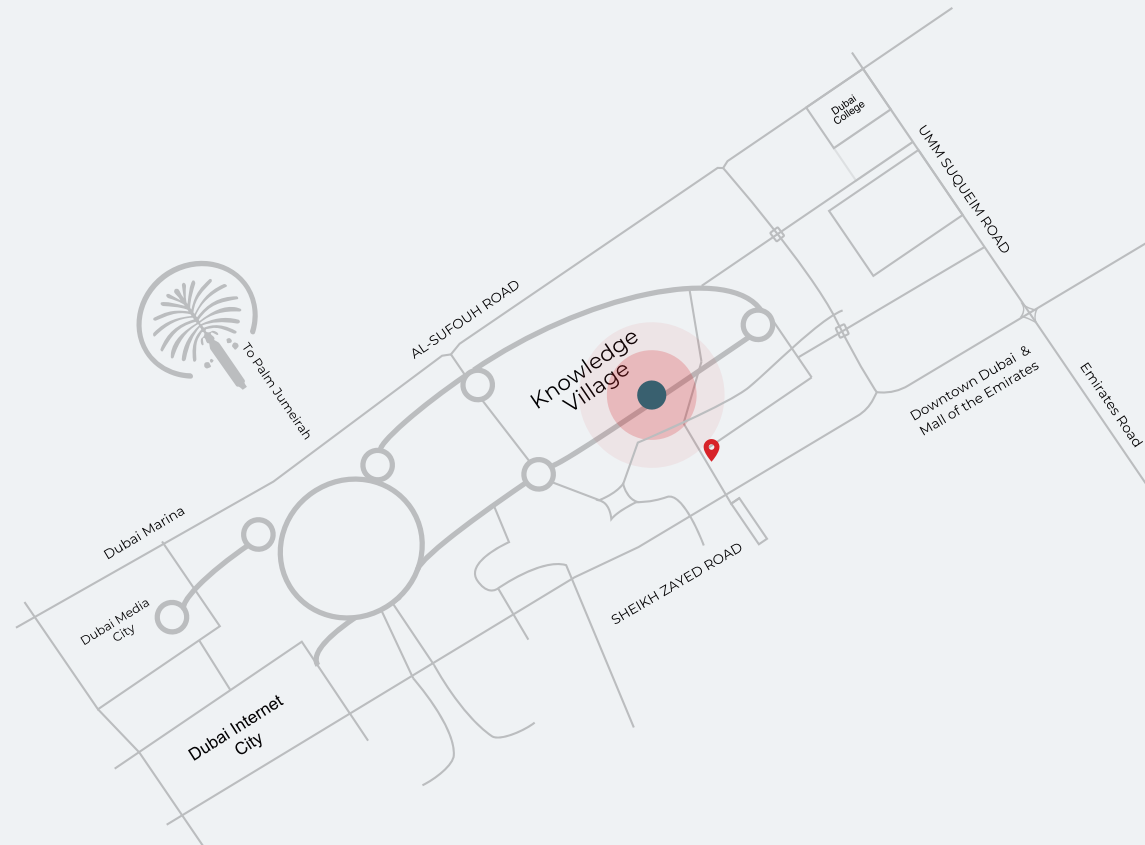 Dubai
College
UMM SUQUEIM ROAD
AL-SUFOUH ROAD
Knowledge
Village
To Palm Jumeirah
Downtown Dubai &
Mall of the Emirates
Emirates Road
Dubai Marina
SHEIKH ZAYED ROAD
Dubai Media
City
Dubai Internet
City